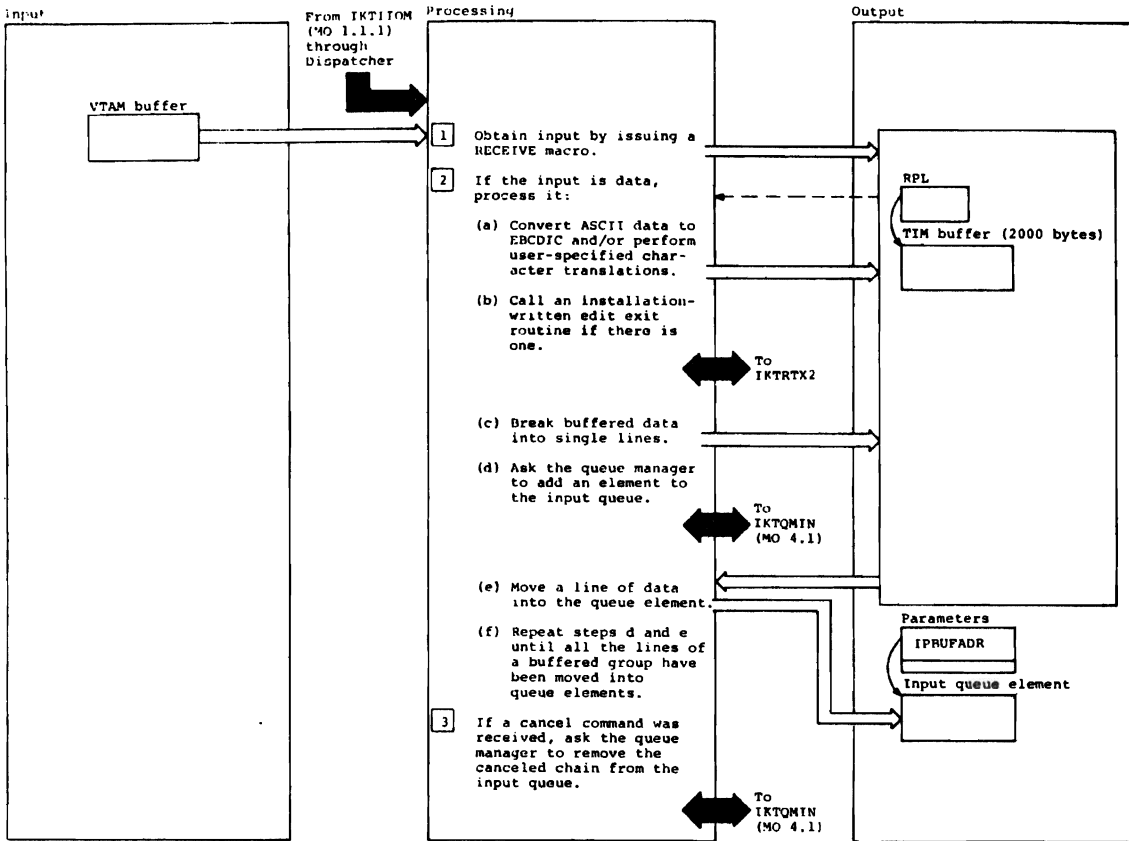 Input
From IKTIIOM
(MO 1.1.1)
through
Dispatcher
Processing
Output
VTAM buffer
1 Obtain input by issuing a
RECEIVE macro.
2 If the input is data,
process it:
(a) Convert ASCII data to
EBCDIC and/or perform
user-specified char-
acter translations.
(b) Call an installation-
written edit exit
routine if there is
one.
To
IKTRTX2
(c) Break buffered data
into single lines.
(d) Ask the queue manager
to add an element to
the input queue.
To
IKTQMIN
(MO 4.1)
(e) Move a line of data
into the queue element.
(f) Repeat steps d and e
until all the lines of
a buffered group have
been moved into
queue elements.
3 If a cancel command was
received, ask the queue
manager to remove the
canceled chain from the
input queue.
To
IKTQMIN
(MO 4.1)
RPL
TIM buffer (2000 bytes)
Parameters
IPBUFADR
Input queue element